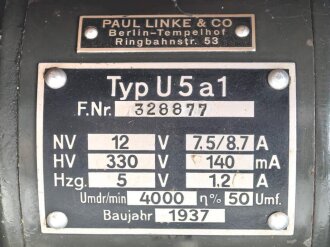 PAUL LINKE & CO
Berlin-Tempelhof
Ringbahnstr. 53
Typ U5a1
F.Nr. 328877
NV 12 V 7.5/8.7 A
HV 330 V 140 mA
Hzg. 5 V 1.2 A
Umdr/min 4000 η% 50 Umf.
Baujahr 1937